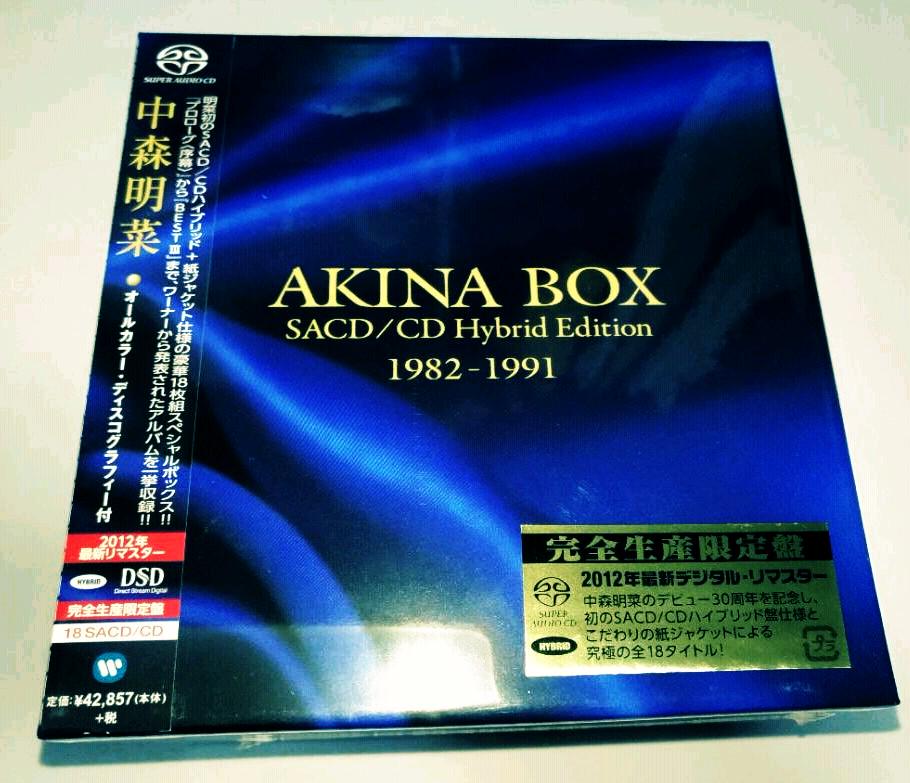 SUPER AUDIO CD
中森明菜
明菜初のSACD/CDハイブリッド+紙ジャケット仕様の豪華18枚組スペシャルボックス!!
『プロローグ〈序幕〉』から『BEST III』まで、ワーナーから発表されたアルバムを一挙収録!!
●オールカラー・ディスコグラフィー付
2012年
最新リマスター
HYBRID DSD
Direct Stream Digital
完全生産限定盤
18 SACD/CD
定価:¥42,857(本体)
+税
AKINA BOX
SACD/CD Hybrid Edition
1982-1991
完全生産限定盤
2012年最新デジタル・リマスター
SUPER AUDIO CD
HYBRID
中森明菜のデビュー30周年を記念し、
初のSACD/CDハイブリッド盤仕様と
こだわりの紙ジャケットによる
究極の全18タイトル!
プラ